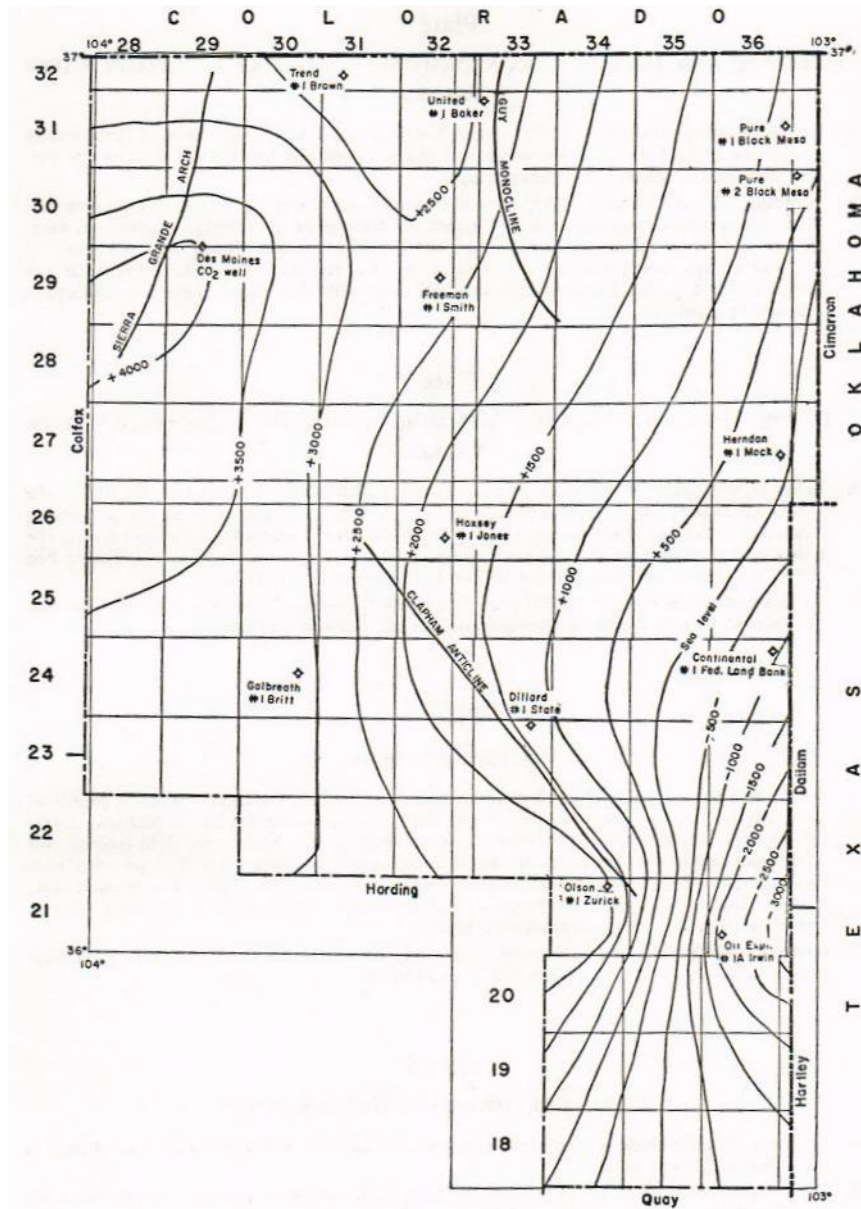 C O L O R A D O
104° 28 29 30 31 32 33 34 35 36 103°
37° 37°
32
31
30
29
28
27
26
25
24
23
22
21
20
19
18
Trend
#1 Brown
United
#1 Baker
GUY
MONOCLINE
Pure
#1 Black Mesa
Pure
#2 Black Mesa
SIERRA GRANDE ARCH
Des Moines
CO2 well
+2500
Freeman
#1 Smith
+4000
+3500
+3000
+2500
2000
+1500
+1000
+500
Sea level
-500
-1000
-1500
2000
2500
3000
Herndon
#1 Mock
Hoxsey
#1 Jones
CLAPHAM ANTICLINE
Continental
#1 Fed. Land Bank
Galbreath
#1 Britt
Dillard
#1 State
Olson
#1 Zurick
#1A Irwin
Colfax
Harding
Quay
Cimarron
Dallam
Hartley
O K L A H O M A
T E X A S
36°
104°
103°